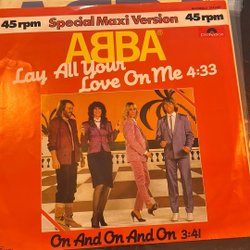 45 rpm Special Maxi Version 45 rpm
ABBA®
Polydor
Lay All Your
Love On Me 4:33
On And On And On 3:41